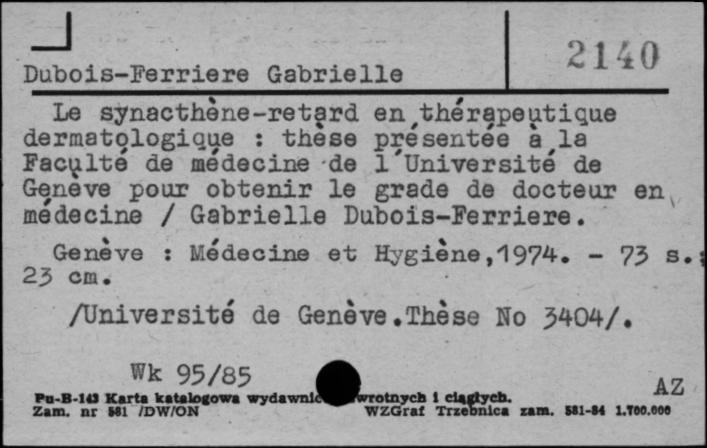 2140
Dubois-Ferriere Gabrielle
Le synacthène-retard en thérapeutique
dermatologique : thèse présentée à la
Faculté de médecine de l'Université de
Genève pour obtenir le grade de docteur en
médecine / Gabrielle Dubois-Ferriere.
Genève : Médecine et Hygiène,1974. - 73 s.;
23 cm.
/Université de Genève.Thèse No 3404/.
Wk 95/85
AZ
Pu-B-143 Karta katalogowa wydawnic wrotnych i ciągłych.
Zam. nr 581 /DW/ON WZGraf Trzebnica zam. 581-84 1.700.000